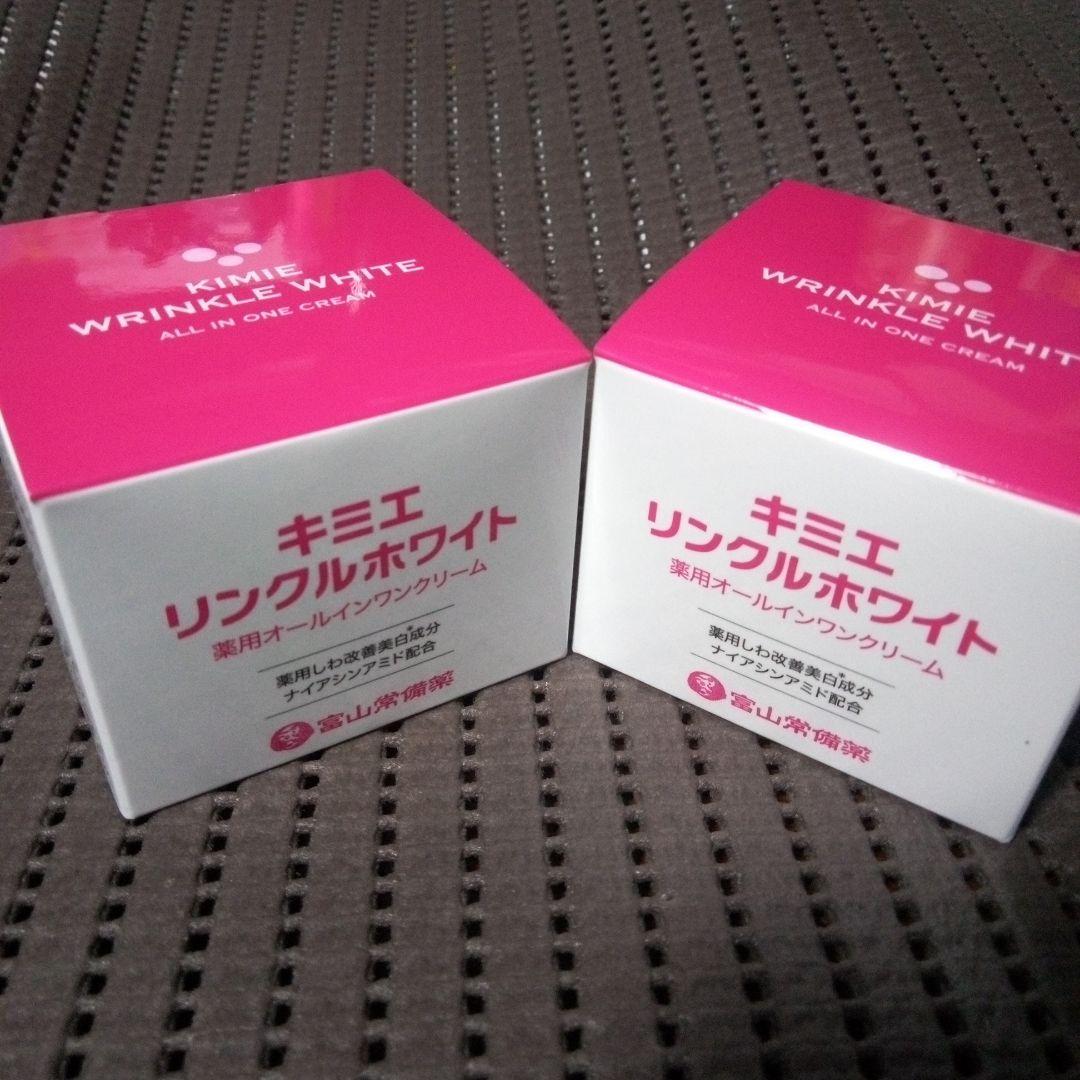 KIMIE
WRINKLE WHITE
ALL IN ONE CREAM
キミエ
リンクルホワイト
薬用オールインワンクリーム
薬用しわ改善美白*成分
ナイアシンアミド配合
富山常備薬
KIMIE
WRINKLE WHITE
ALL IN ONE CREAM
キミエ
リンクルホワイト
薬用オールインワンクリーム
薬用しわ改善美白*成分
ナイアシンアミド配合
富山常備薬